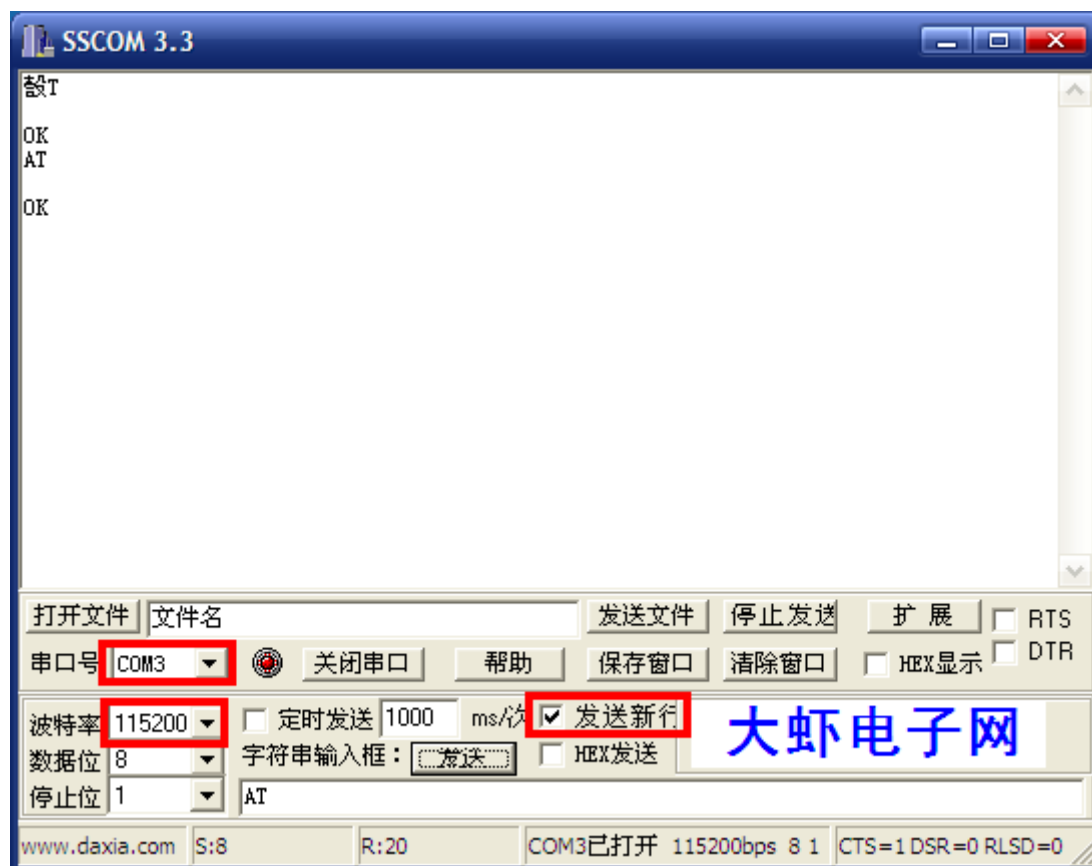 SSCOM 3.3
OK
AT
OK
打开文件 文件名 发送文件 停止发送 扩展 RTS
串口号 COM3 关闭串口 帮助 保存窗口 清除窗口 HEX显示 DTR
波特率 115200 定时发送 1000 ms/次 发送新行 大虾电子网
数据位 8 字符串输入框： 发送 HEX发送
停止位 1 AT
www.daxia.com S:8 R:20 COM3已打开 115200bps 8 1 CTS=1 DSR=0 RLSD=0